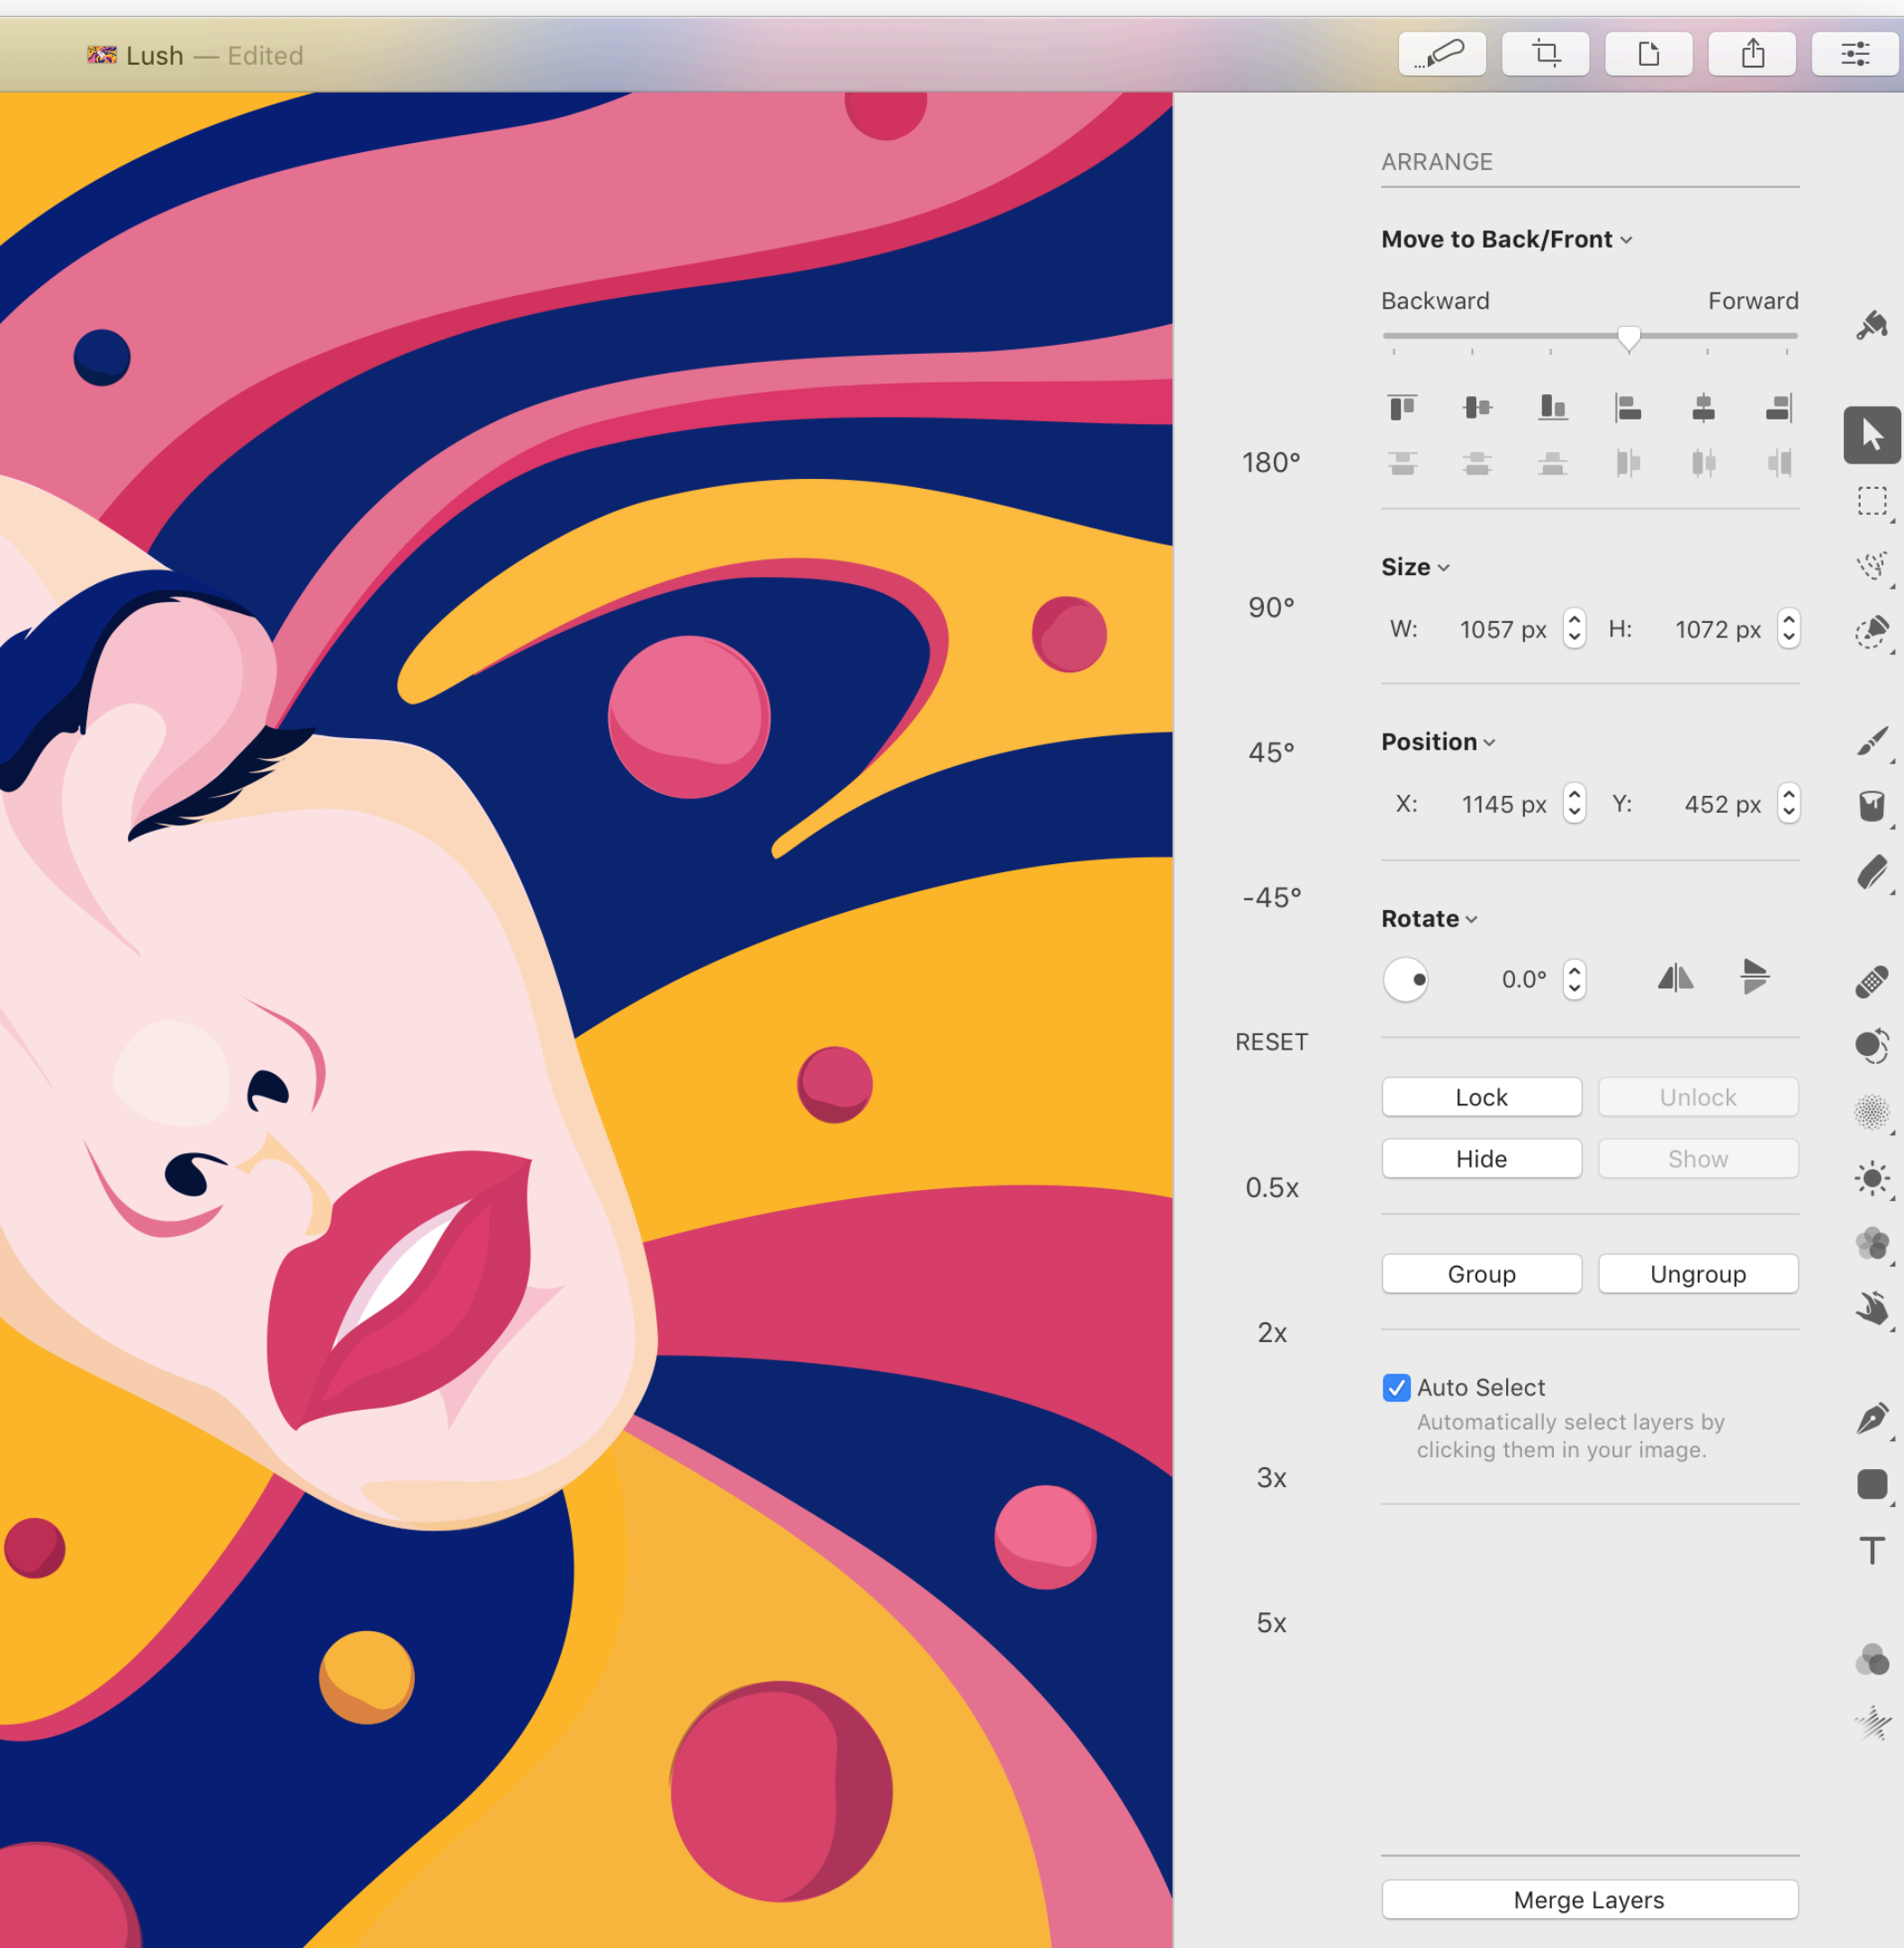 Lush — Edited
ARRANGE
Move to Back/Front
Backward Forward
180°
Size
90°
W: 1057 px H: 1072 px
Position
45°
X: 1145 px Y: 452 px
-45°
Rotate
0.0°
RESET
Lock Unlock
Hide Show
0.5x
Group Ungroup
2x
Auto Select
Automatically select layers by
clicking them in your image.
3x
T
5x
Merge Layers